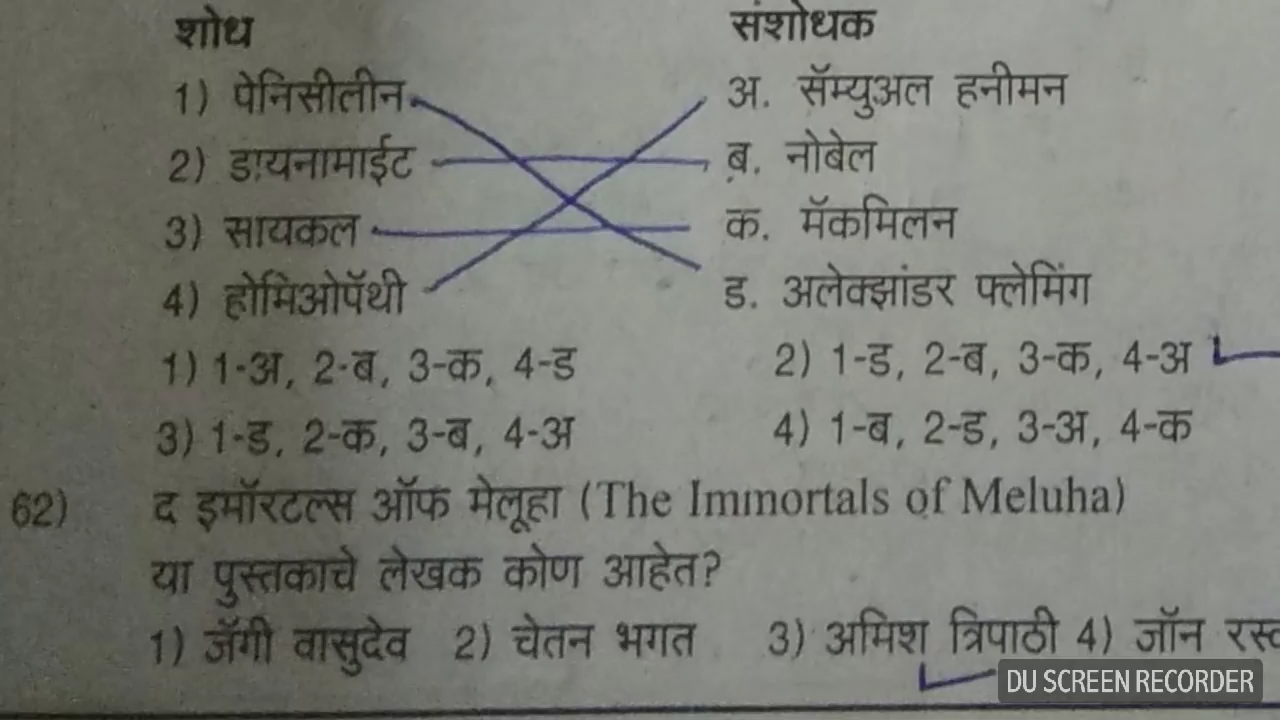 शोध संशोधक
1) पेनिसीलीन अ. सॅम्युअल हनीमन
2) डायनामाईट ब. नोबेल
3) सायकल क. मॅकमिलन
4) होमिओपॅथी ड. अलेक्झांडर फ्लेमिंग
1) 1-अ, 2-ब, 3-क, 4-ड 2) 1-ड, 2-ब, 3-क, 4-अ
3) 1-ड, 2-क, 3-ब, 4-अ 4) 1-ब, 2-ड, 3-अ, 4-क
62) द इमॉरटल्स ऑफ मेलूहा (The Immortals of Meluha)
या पुस्तकाचे लेखक कोण आहेत?
1) जॅगी वासुदेव 2) चेतन भगत 3) अमिश त्रिपाठी 4) जॉन
DU SCREEN RECORDER